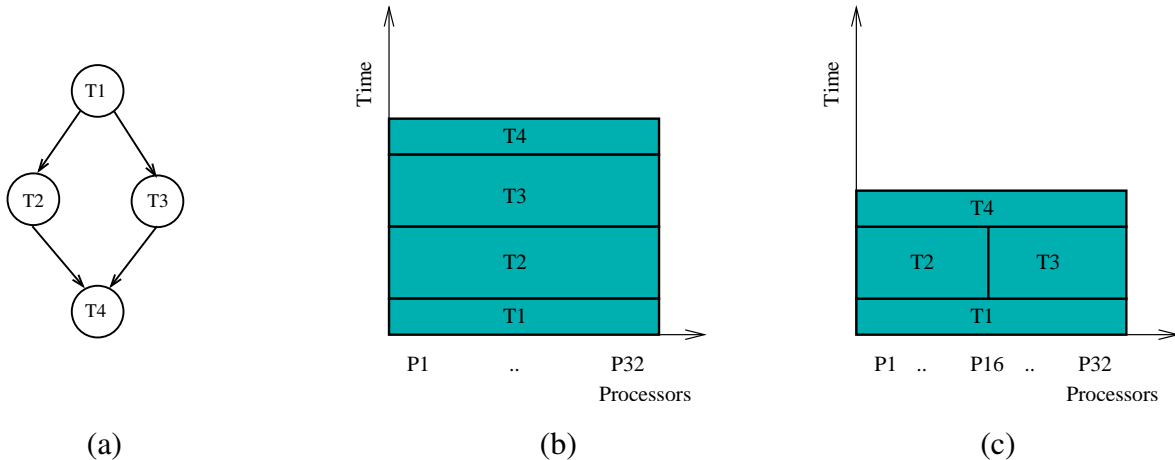 T1
T2
T3
T4
(a)
Time
T4
T3
T2
T1
P1 .. P32
Processors
(b)
Time
T4
T2 T3
T1
P1 .. P16 .. P32
Processors
(c)